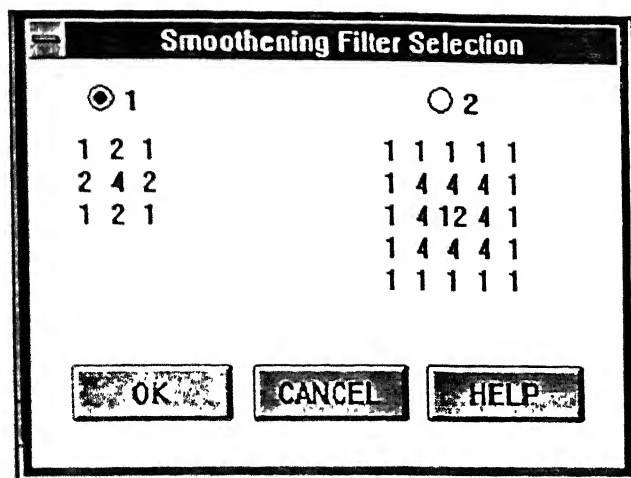 Smoothening Filter Selection
1 2
1 2 1 1 1 1 1 1
2 4 2 1 4 4 4 1
1 2 1 1 4 12 4 1
1 4 4 4 1
1 1 1 1 1
OK CANCEL HELP